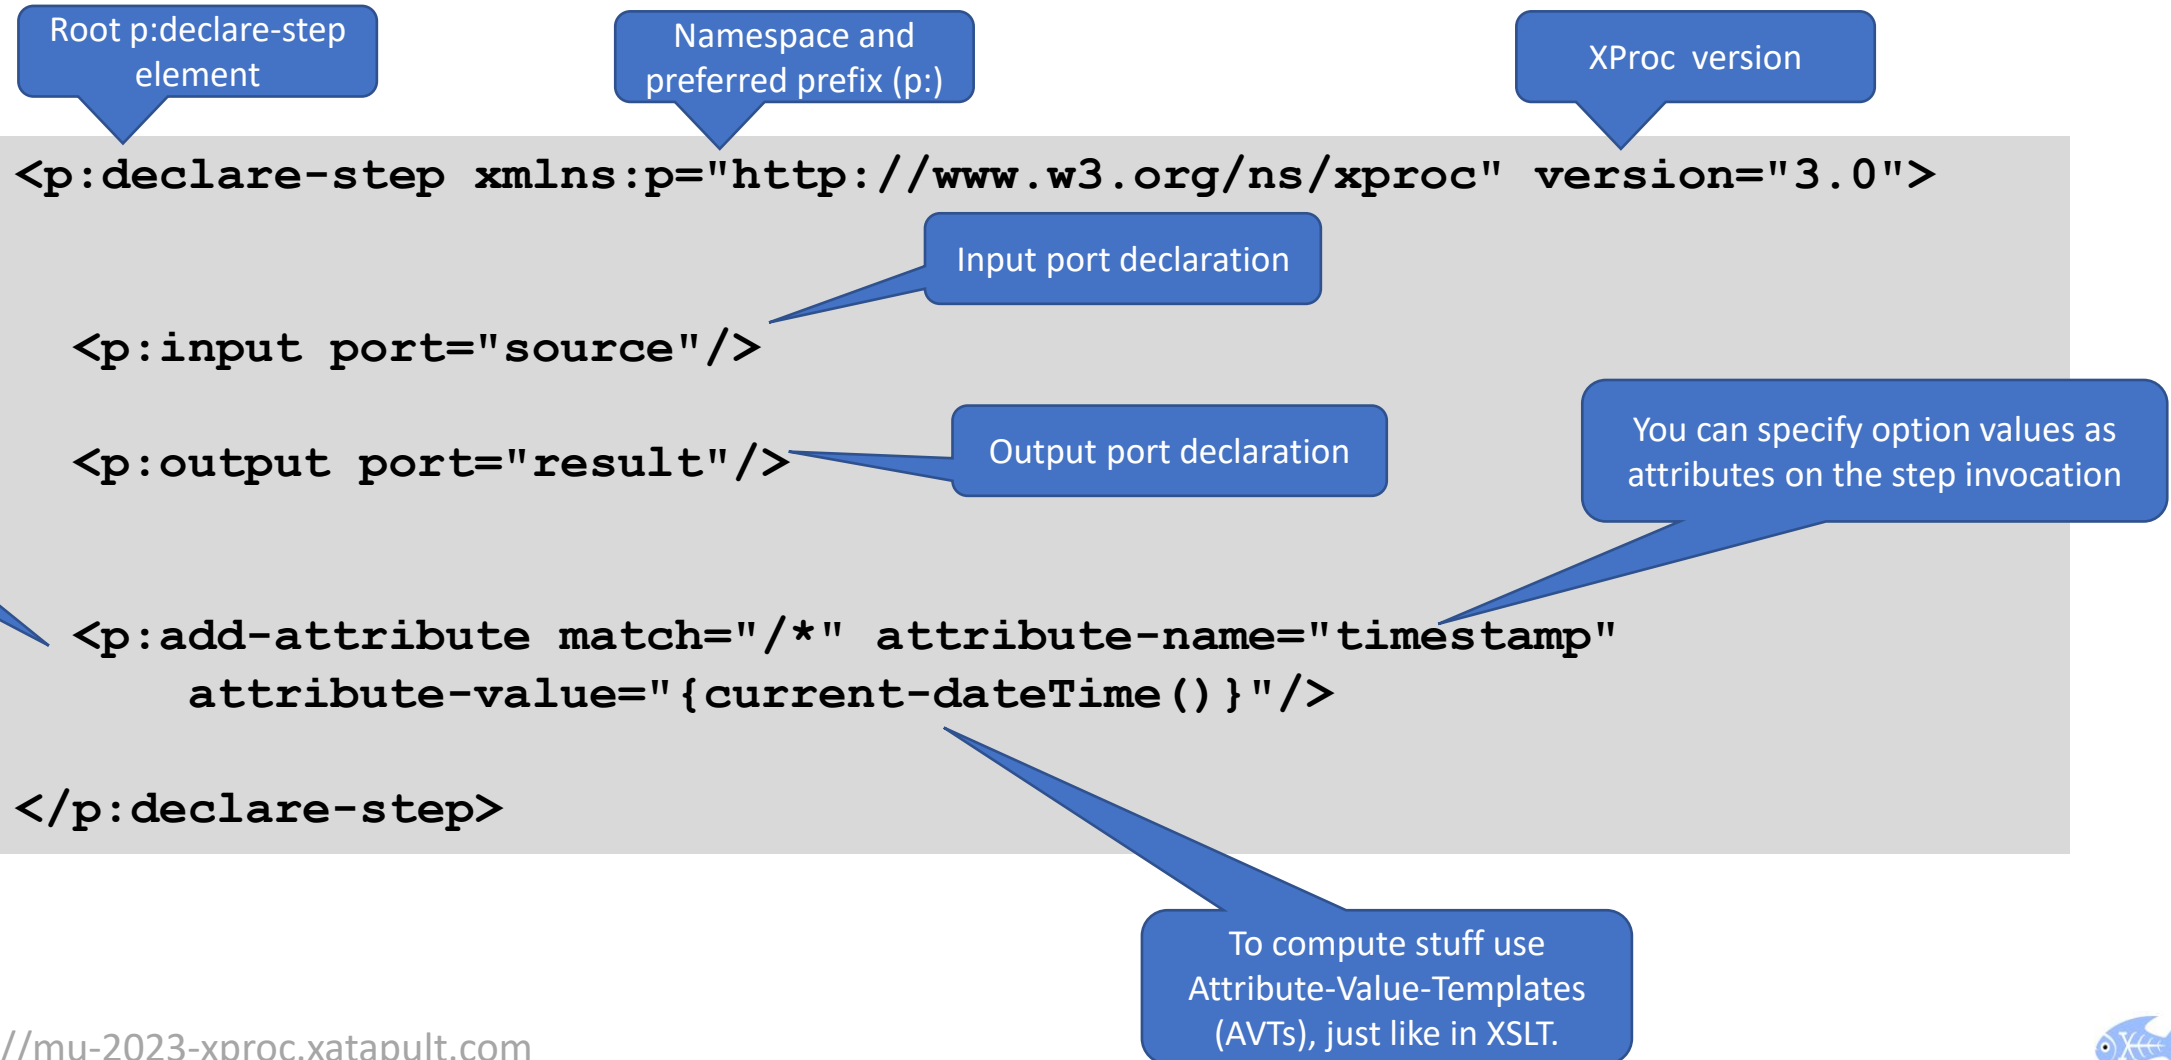 Root p:declare-step
element
Namespace and
preferred prefix (p:)
XProc  version
<p:declare-step xmlns:p="http://www.w3.org/ns/xproc" version="3.0">
Input port declaration
<p:input port="source"/>
You can specify option values as
attributes on the step invocation
Output port declaration
<p:output port="result"/>
<p:add-attribute match="/*" attribute-name="timestamp"
attribute-value="{current-dateTime()}"/>
</p:declare-step>
To compute stuff use
Attribute-Value-Templates
(AVTs), just like in XSLT.
//mu-2023-xproc.xatapult.com